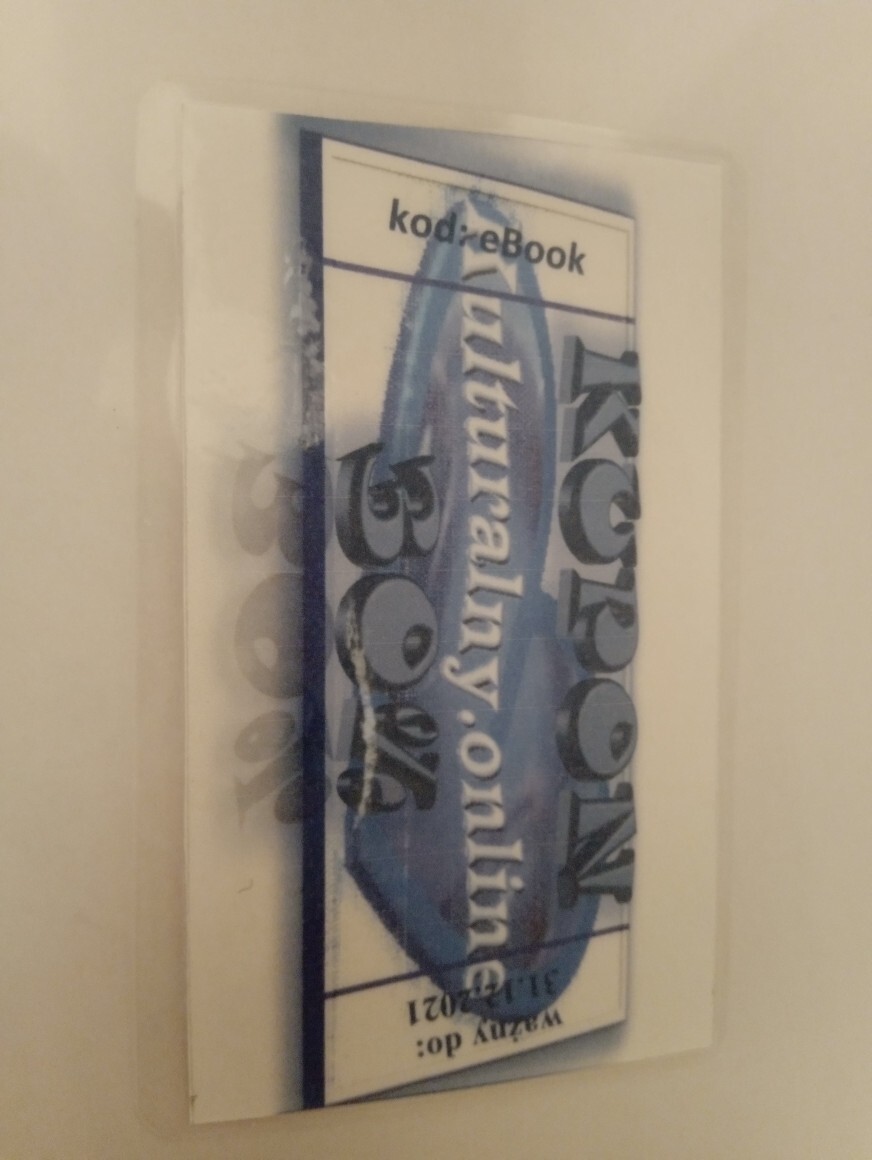 kod: eBook
KUPON
Kulturalny.online
30%
ważny do:
31.12.2021